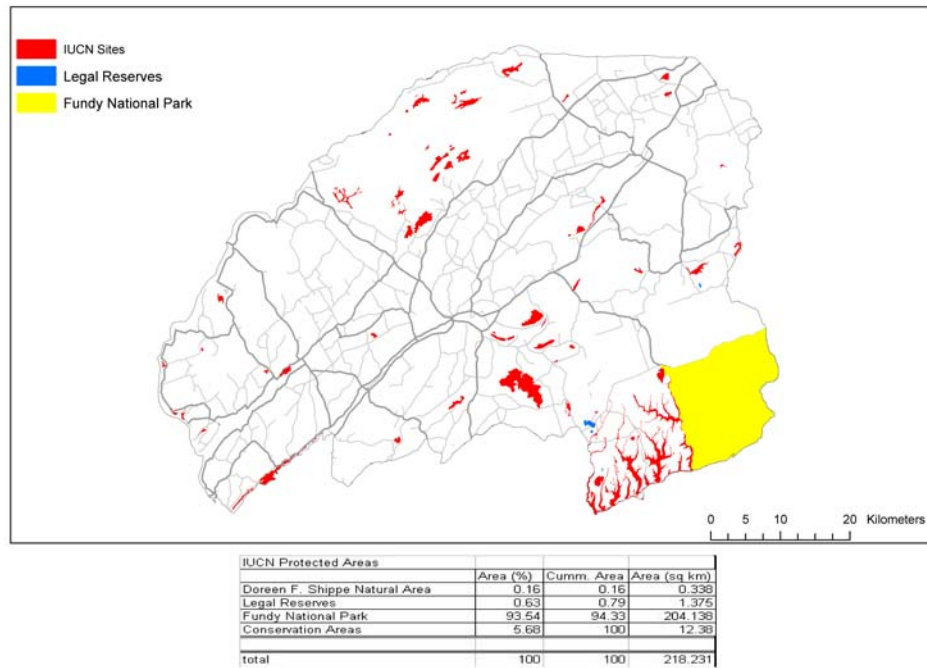 IUCN Sites
Legal Reserves
Fundy National Park
0 5 10 20 Kilometers
IUCN Protected Areas
Area (%) Cumm. Area Area (sq km)
Doreen F. Shippe Natural Area 0.16 0.16 0.338
Legal Reserves 0.63 0.79 1.375
Fundy National Park 93.54 94.33 204.138
Conservation Areas 5.68 100 12.38
total 100 100 218.231